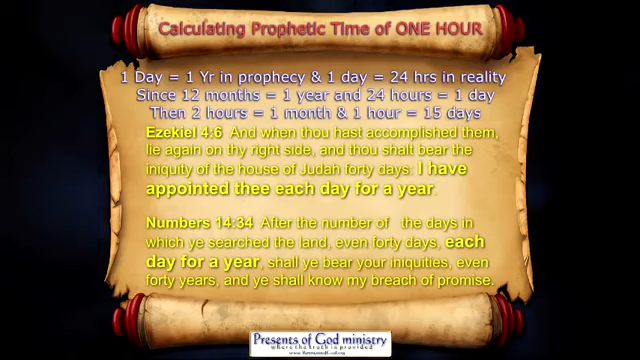 Calculating Prophetic Time of ONE HOUR
1 Day = 1 Yr in prophecy & 1 day = 24 hrs in reality
Since 12 months = 1 year and 24 hours = 1 day
Then 2 hours = 1 month & 1 hour = 15 days
Ezekiel 4:6 And when thou hast accomplished them,
lie again on thy right side, and thou shalt bear the
iniquity of the house of Judah forty days: I have
appointed thee each day for a year.
Numbers 14:34 After the number of the days in
which ye searched the land, even forty days, each
day for a year, shall ye bear your iniquities, even
forty years, and ye shall know my breach of promise.
Presents of God ministry
where the truth is provided